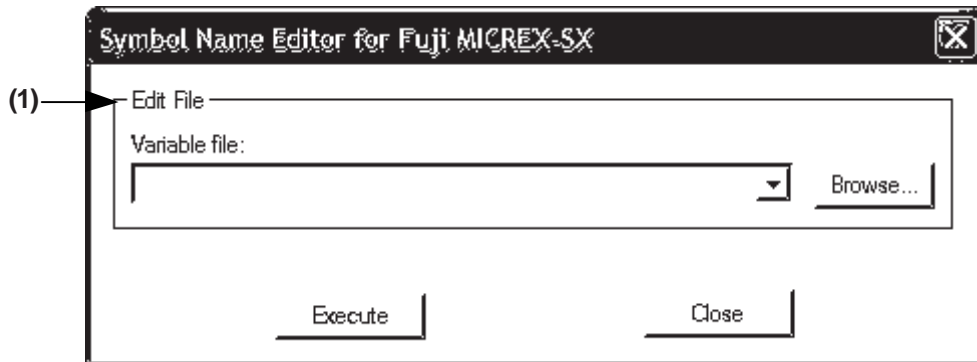 Symbol Name Editor for Fuji MICREX-SX
(1)
Edit File
Variable file:
Browse...
Execute
Close